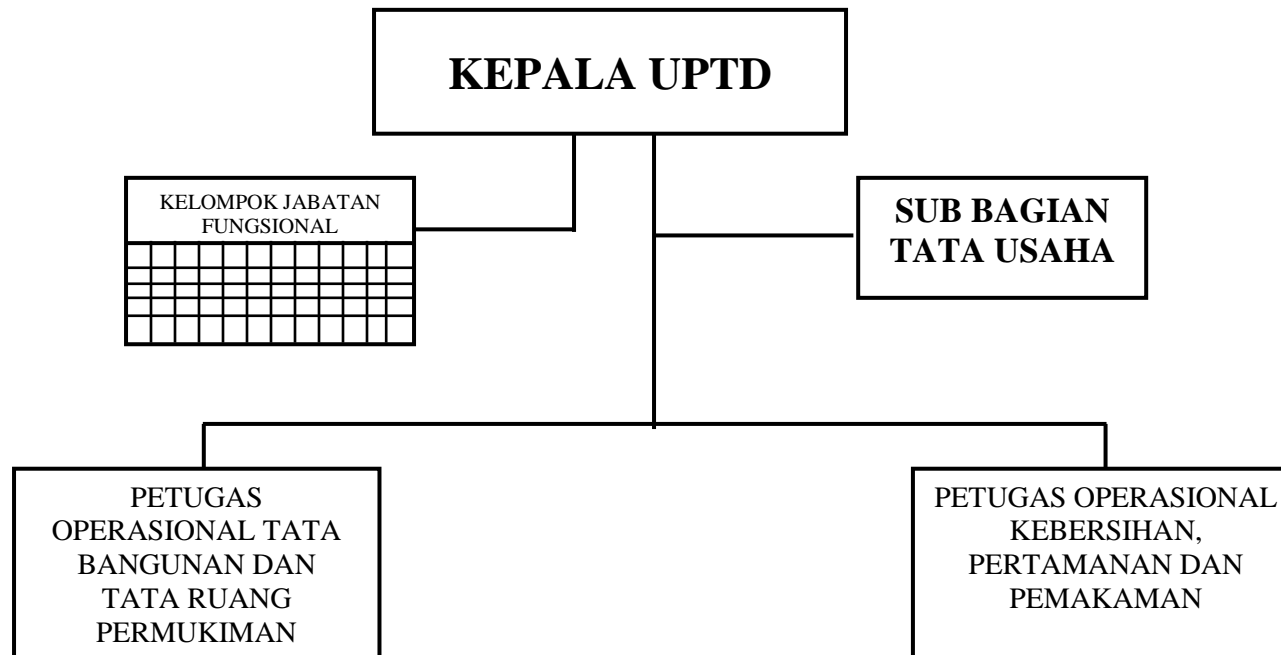 KEPALA UPTD
KELOMPOK JABATAN
FUNGSIONAL
SUB BAGIAN
TATA USAHA
PETUGAS
OPERASIONAL TATA
BANGUNAN DAN
TATA RUANG
PERMUKIMAN
PETUGAS OPERASIONAL
KEBERSIHAN,
PERTAMANAN DAN
PEMAKAMAN